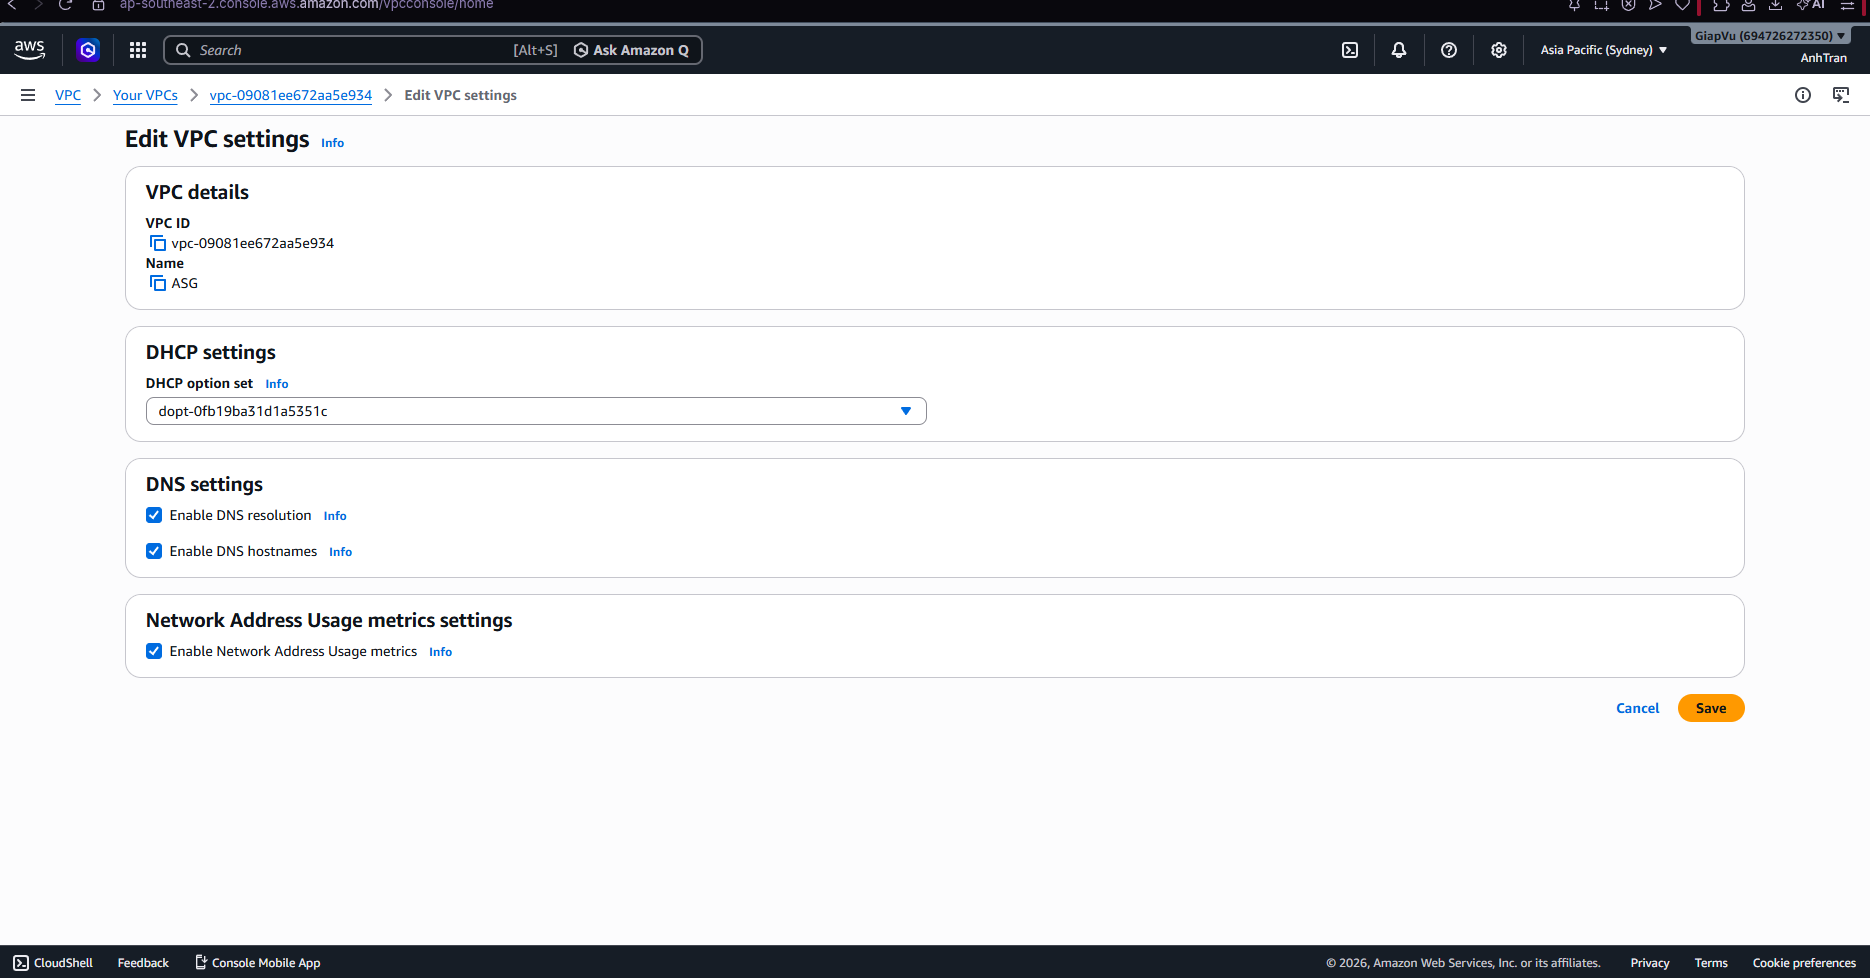 ap-southeast-2.console.aws.amazon.com/vpcconsole/home
AI
aws
Search [Alt+S] Ask Amazon Q
Asia Pacific (Sydney)
GiapVu (694726272350)
AnhTran
VPC
Your VPCs
vpc-09081ee672aa5e934
Edit VPC settings
Edit VPC settings Info
VPC details
VPC ID
vpc-09081ee672aa5e934
Name
ASG
DHCP settings
DHCP option set Info
dopt-0fb19ba31d1a5351c
DNS settings
Enable DNS resolution Info
Enable DNS hostnames Info
Network Address Usage metrics settings
Enable Network Address Usage metrics Info
Cancel Save
CloudShell Feedback Console Mobile App © 2026, Amazon Web Services, Inc. or its affiliates. Privacy Terms Cookie preferences